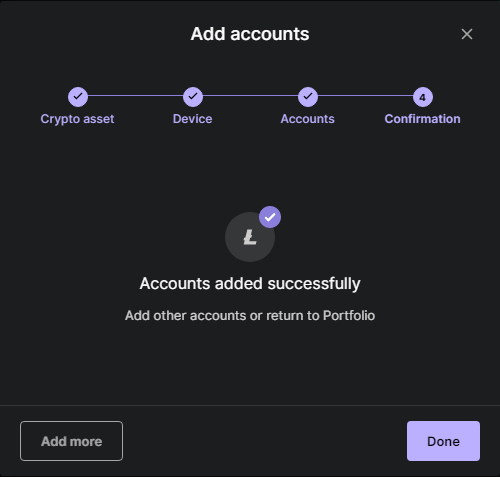 Add accounts
Crypto asset
Device
Accounts
4
Confirmation
Accounts added successfully
Add other accounts or return to Portfolio
Add more
Done